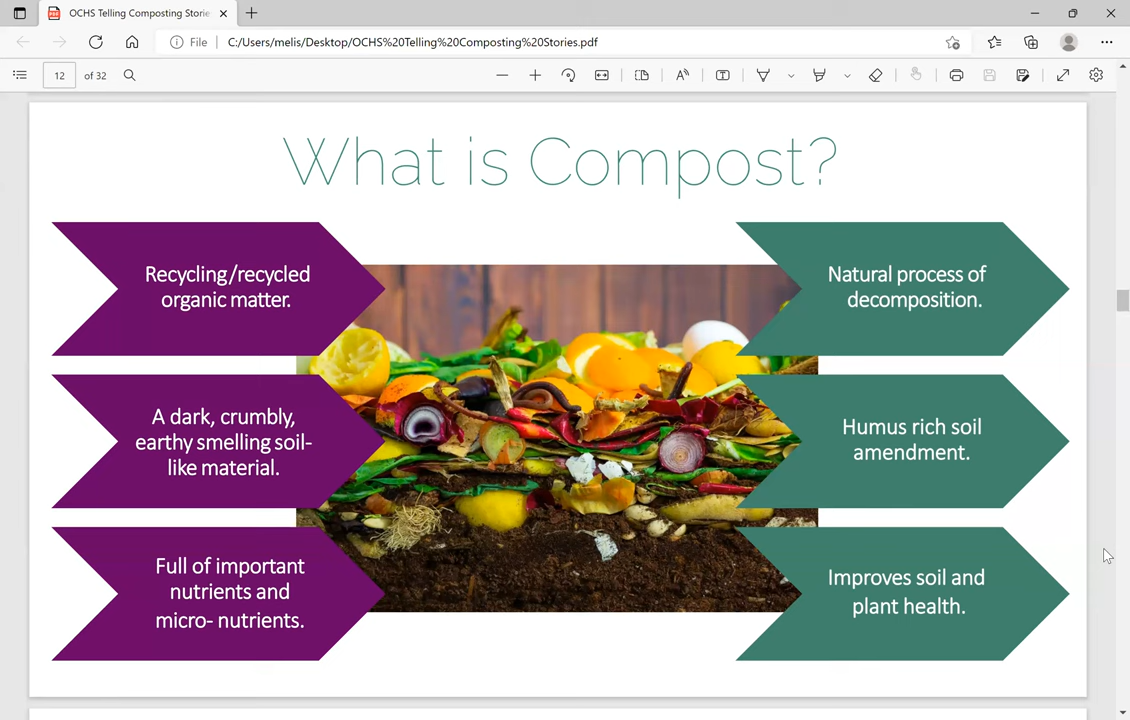 OCHS Telling Composting Storie
File
C:/Users/melis/Desktop/OCHS%20Telling%20Composting%20Stories.pdf
12 of 32
What is Compost?
Recycling/recycled
organic matter.
Natural process of
decomposition.
A dark, crumbly,
earthy smelling soil-
like material.
Humus rich soil
amendment.
Full of important
nutrients and
micro- nutrients.
Improves soil and
plant health.